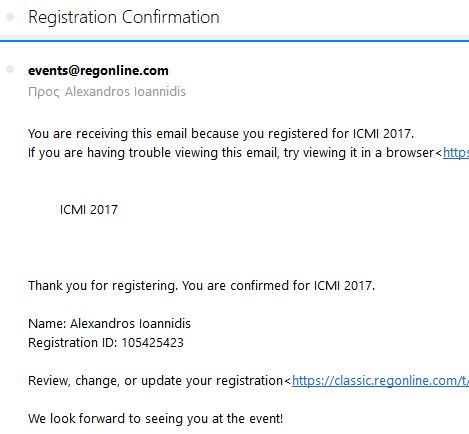 Registration Confirmation
events@regonline.com
Προς Alexandros Ioannidis
You are receiving this email because you registered for ICMI 2017.
If you are having trouble viewing this email, try viewing it in a browser<https
ICMI 2017
Thank you for registering. You are confirmed for ICMI 2017.
Name: Alexandros Ioannidis
Registration ID: 105425423
Review, change, or update your registration<https://classic.regonline.com/t/
We look forward to seeing you at the event!